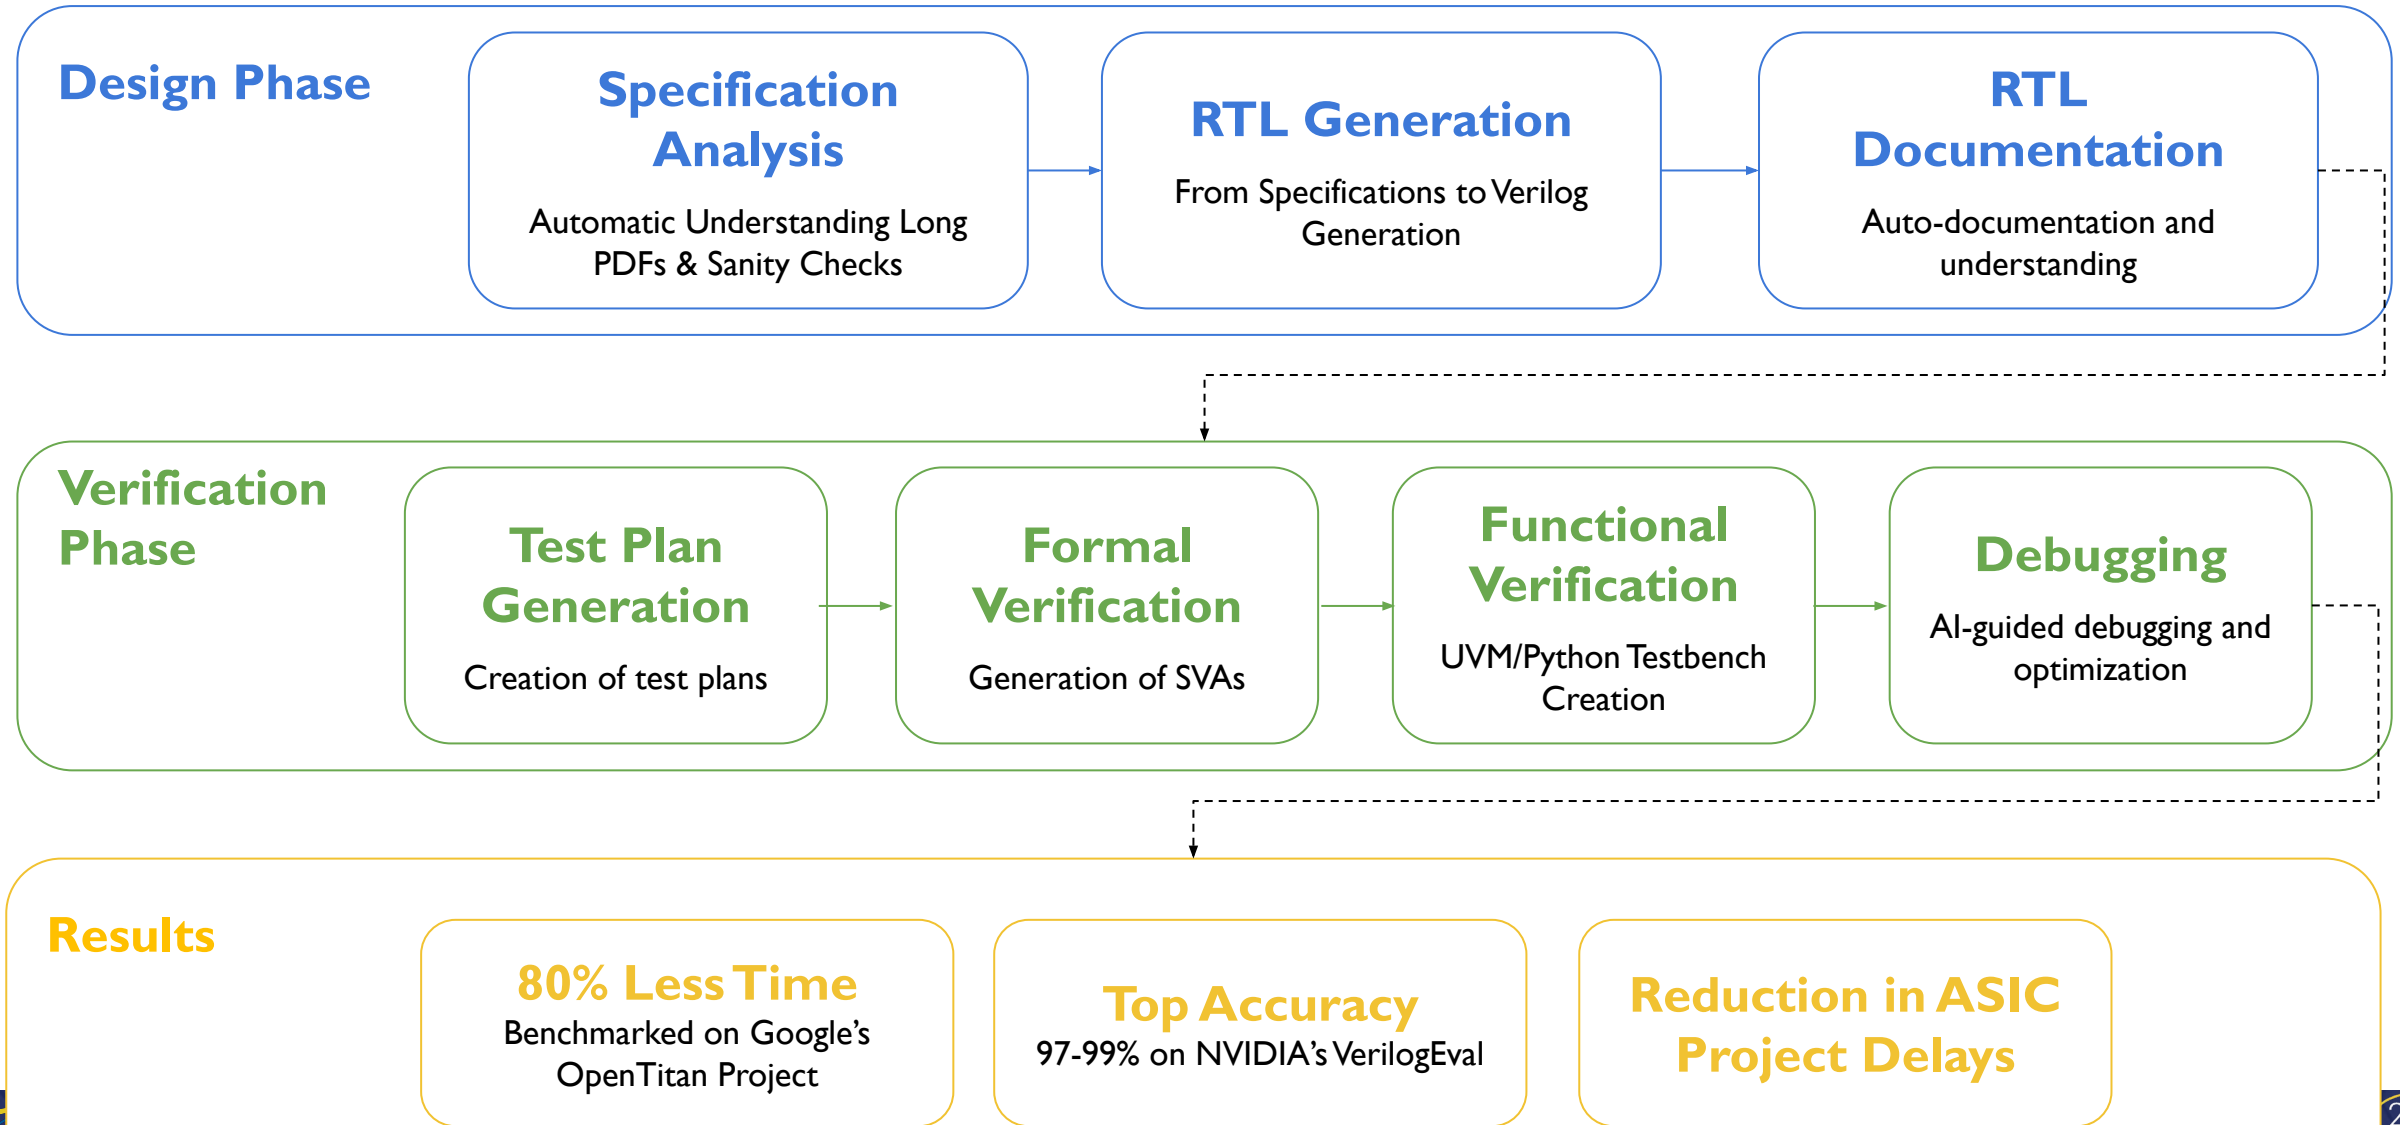 Design Phase
Specification
Analysis
Automatic Understanding Long
PDFs & Sanity Checks
RTL Generation
From Specifications to Verilog
Generation
RTL
Documentation
Auto-documentation and
understanding
Verification
Phase
Test Plan
Generation
Creation of test plans
Formal
Verification
Generation of SVAs
Functional
Verification
UVM/Python Testbench
Creation
Debugging
AI-guided debugging and
optimization
Results
80% Less Time
Benchmarked on Google’s
OpenTitan Project
Top Accuracy
97-99% on NVIDIA’s VerilogEval
Reduction in ASIC
Project Delays